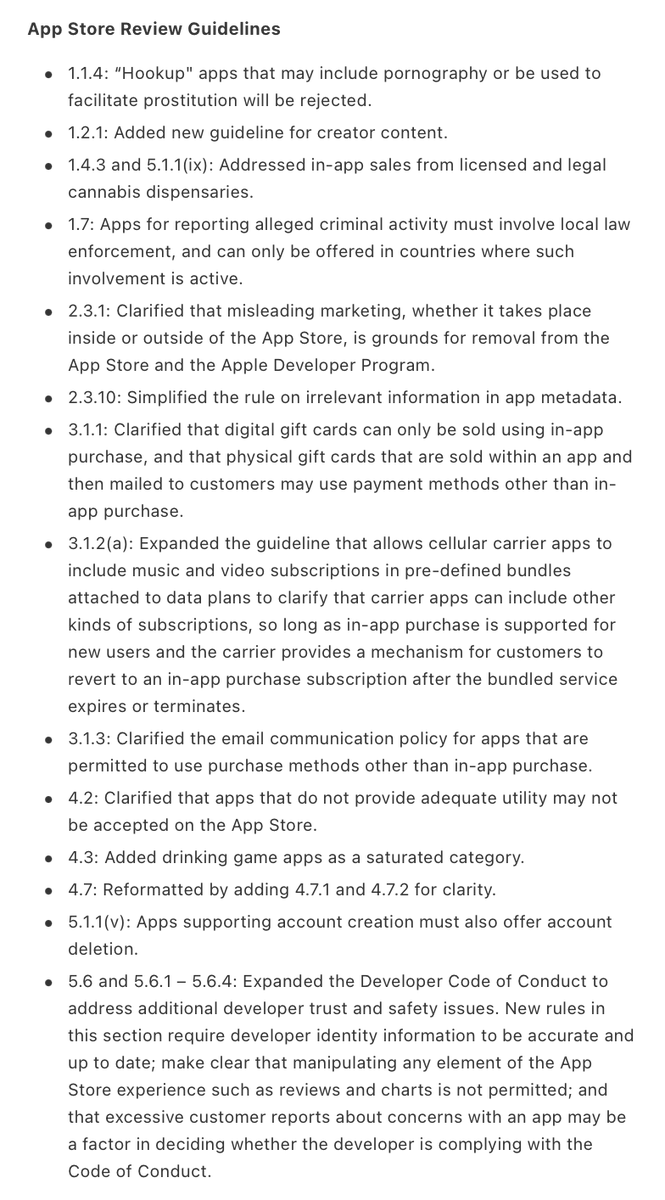 App Store Review Guidelines
• 1.1.4: “Hookup" apps that may include pornography or be used to
facilitate prostitution will be rejected.
• 1.2.1: Added new guideline for creator content.
• 1.4.3 and 5.1.1(ix): Addressed in-app sales from licensed and legal
cannabis dispensaries.
• 1.7: Apps for reporting alleged criminal activity must involve local law
enforcement, and can only be offered in countries where such
involvement is active.
• 2.3.1: Clarified that misleading marketing, whether it takes place
inside or outside of the App Store, is grounds for removal from the
App Store and the Apple Developer Program.
• 2.3.10: Simplified the rule on irrelevant information in app metadata.
• 3.1.1: Clarified that digital gift cards can only be sold using in-app
purchase, and that physical gift cards that are sold within an app and
then mailed to customers may use payment methods other than in-
app purchase.
• 3.1.2(a): Expanded the guideline that allows cellular carrier apps to
include music and video subscriptions in pre-defined bundles
attached to data plans to clarify that carrier apps can include other
kinds of subscriptions, so long as in-app purchase is supported for
new users and the carrier provides a mechanism for customers to
revert to an in-app purchase subscription after the bundled service
expires or terminates.
• 3.1.3: Clarified the email communication policy for apps that are
permitted to use purchase methods other than in-app purchase.
• 4.2: Clarified that apps that do not provide adequate utility may not
be accepted on the App Store.
• 4.3: Added drinking game apps as a saturated category.
• 4.7: Reformatted by adding 4.7.1 and 4.7.2 for clarity.
• 5.1.1(v): Apps supporting account creation must also offer account
deletion.
• 5.6 and 5.6.1 – 5.6.4: Expanded the Developer Code of Conduct to
address additional developer trust and safety issues. New rules in
this section require developer identity information to be accurate and
up to date; make clear that manipulating any element of the App
Store experience such as reviews and charts is not permitted; and
that excessive customer reports about concerns with an app may be
a factor in deciding whether the developer is complying with the
Code of Conduct.